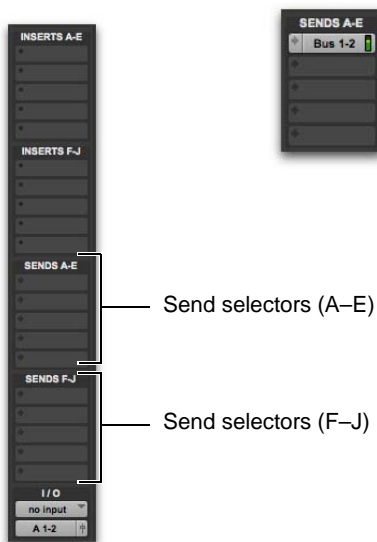 INSERTS A-E
INSERTS F-J
SENDS A-E
SENDS F-J
I / O
no input
A 1-2
Send selectors (A–E)
Send selectors (F–J)
SENDS A-E
Bus 1-2